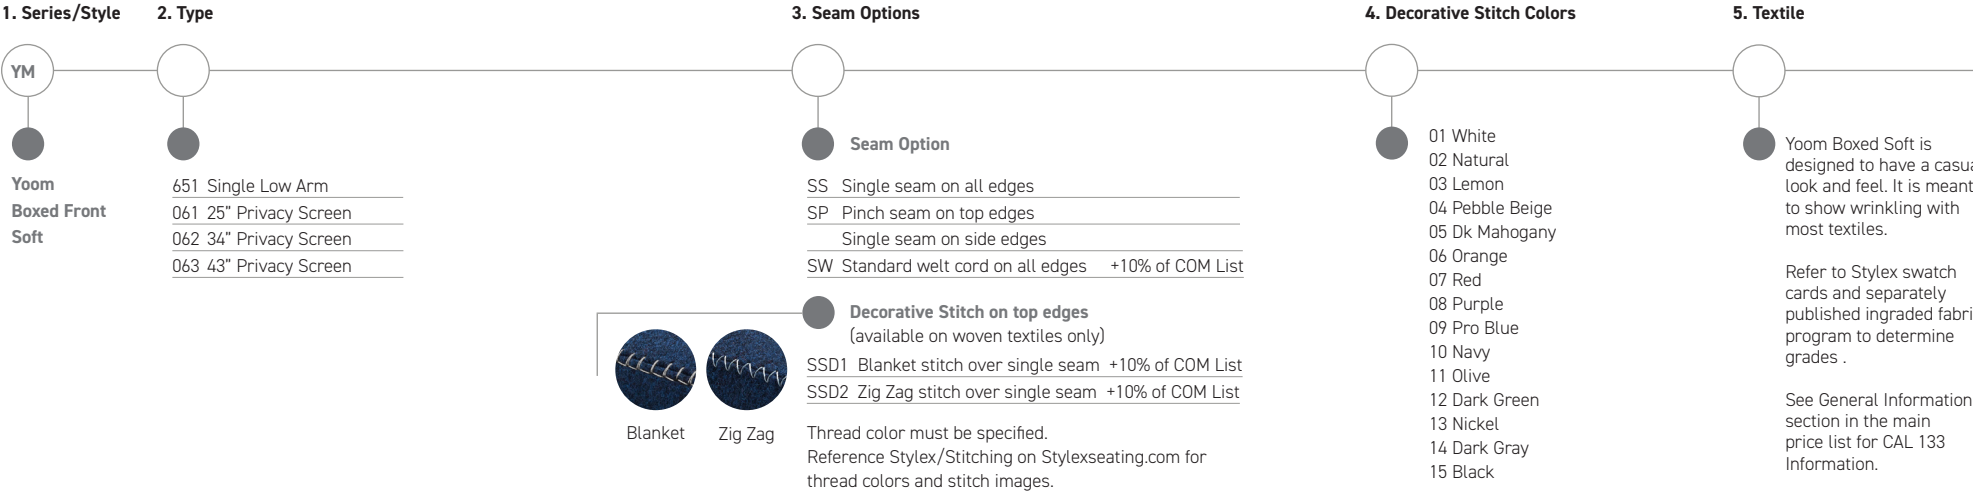 1. Series/Style
YM
Yoom
Boxed Front
Soft
2. Type
651 Single Low Arm
061 25" Privacy Screen
062 34" Privacy Screen
063 43" Privacy Screen
3. Seam Options
Seam Option
SS Single seam on all edges
SP Pinch seam on top edges
Single seam on side edges
SW Standard welt cord on all edges +10% of COM List
Decorative Stitch on top edges
(available on woven textiles only)
SSD1 Blanket stitch over single seam +10% of COM List
SSD2 Zig Zag stitch over single seam +10% of COM List
Blanket
Zig Zag
Thread color must be specified.
Reference Stylex/Stitching on Stylexseating.com for
thread colors and stitch images.
4. Decorative Stitch Colors
01 White
02 Natural
03 Lemon
04 Pebble Beige
05 Dk Mahogany
06 Orange
07 Red
08 Purple
09 Pro Blue
10 Navy
11 Olive
12 Dark Green
13 Nickel
14 Dark Gray
15 Black
5. Textile
Yoom Boxed Soft is
designed to have a casua
look and feel. It is meant
to show wrinkling with
most textiles.
Refer to Stylex swatch
cards and separately
published ingraded fabri
program to determine
grades .
See General Information
section in the main
price list for CAL 133
Information.